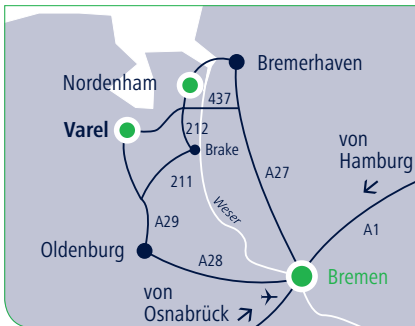 Bremerhaven
Nordenham
437
Varel
212
Brake
von
Hamburg
211
A27
Weser
A29
A1
Oldenburg
A28
Bremen
von
Osnabrück